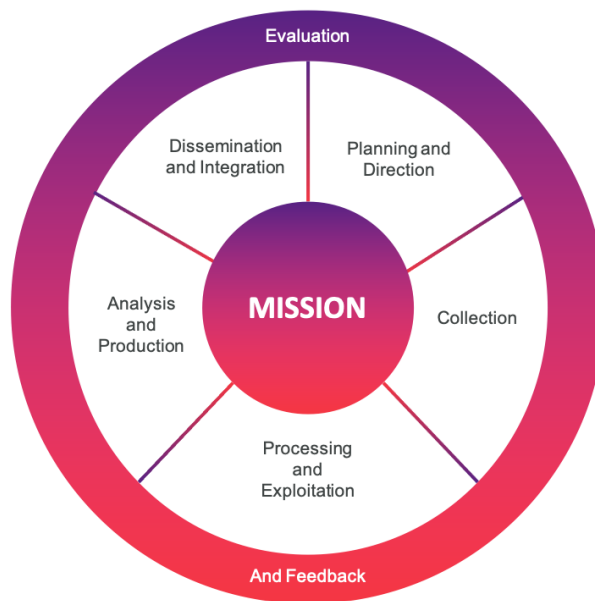 Evaluation
Dissemination
and Integration
Planning and
Direction
Analysis
and
Production
MISSION
Collection
Processing
and
Exploitation
And Feedback